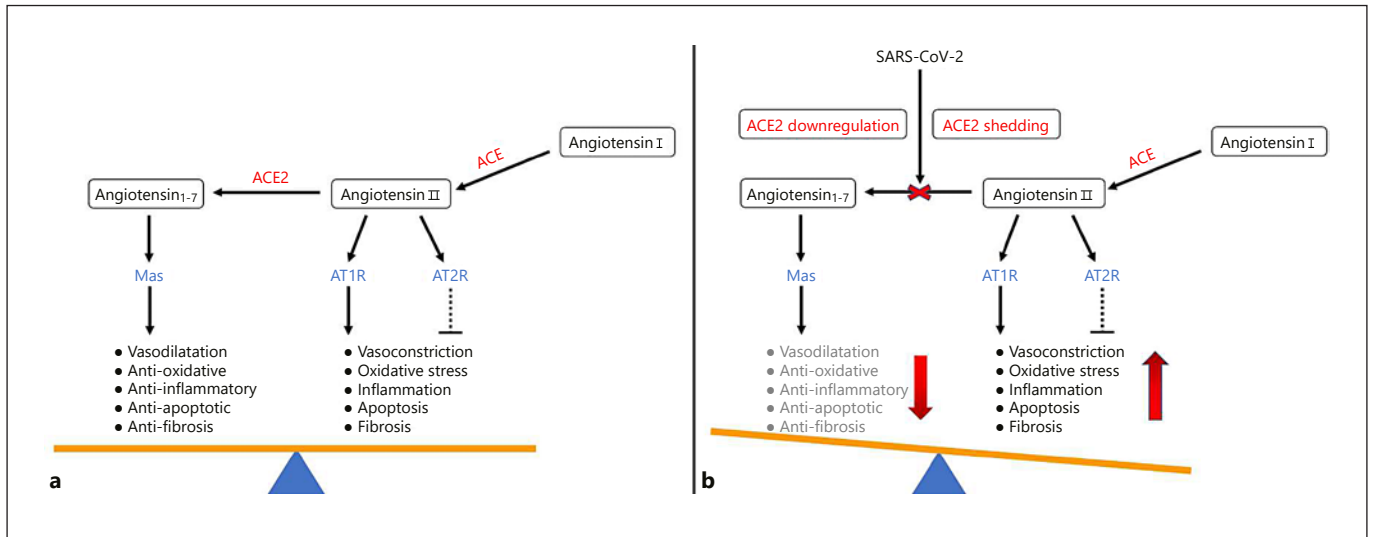 Angiotensin I
ACE
ACE2
Angiotensin1-7
Angiotensin II
Mas
AT1R
AT2R
● Vasodilatation
● Anti-oxidative
● Anti-inflammatory
● Anti-apoptotic
● Anti-fibrosis
● Vasoconstriction
● Oxidative stress
● Inflammation
● Apoptosis
● Fibrosis
a
SARS-CoV-2
ACE2 downregulation
ACE2 shedding
Angiotensin I
ACE
Angiotensin1-7
Angiotensin II
Mas
AT1R
AT2R
● Vasodilatation
● Anti-oxidative
● Anti-inflammatory
● Anti-apoptotic
● Anti-fibrosis
● Vasoconstriction
● Oxidative stress
● Inflammation
● Apoptosis
● Fibrosis
b